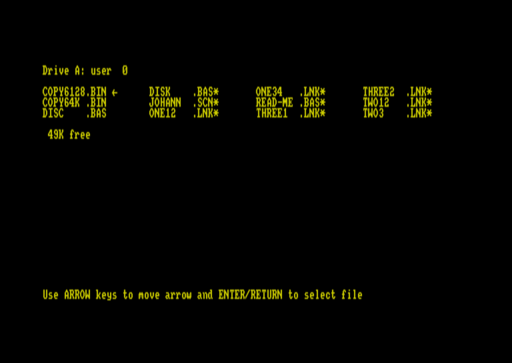 Drive A: user  0
COPY6128.BIN ←  DISK    .BAS*  ONE34   .LNK*  THREE2  .LNK*
COPY64K .BIN    JOHANN  .SCN*  READ-ME .BAS*  TWO12   .LNK*
DISC    .BAS    ONE12   .LNK*  THREE1  .LNK*  TWO3    .LNK*
49K free
Use ARROW keys to move arrow and ENTER/RETURN to select file